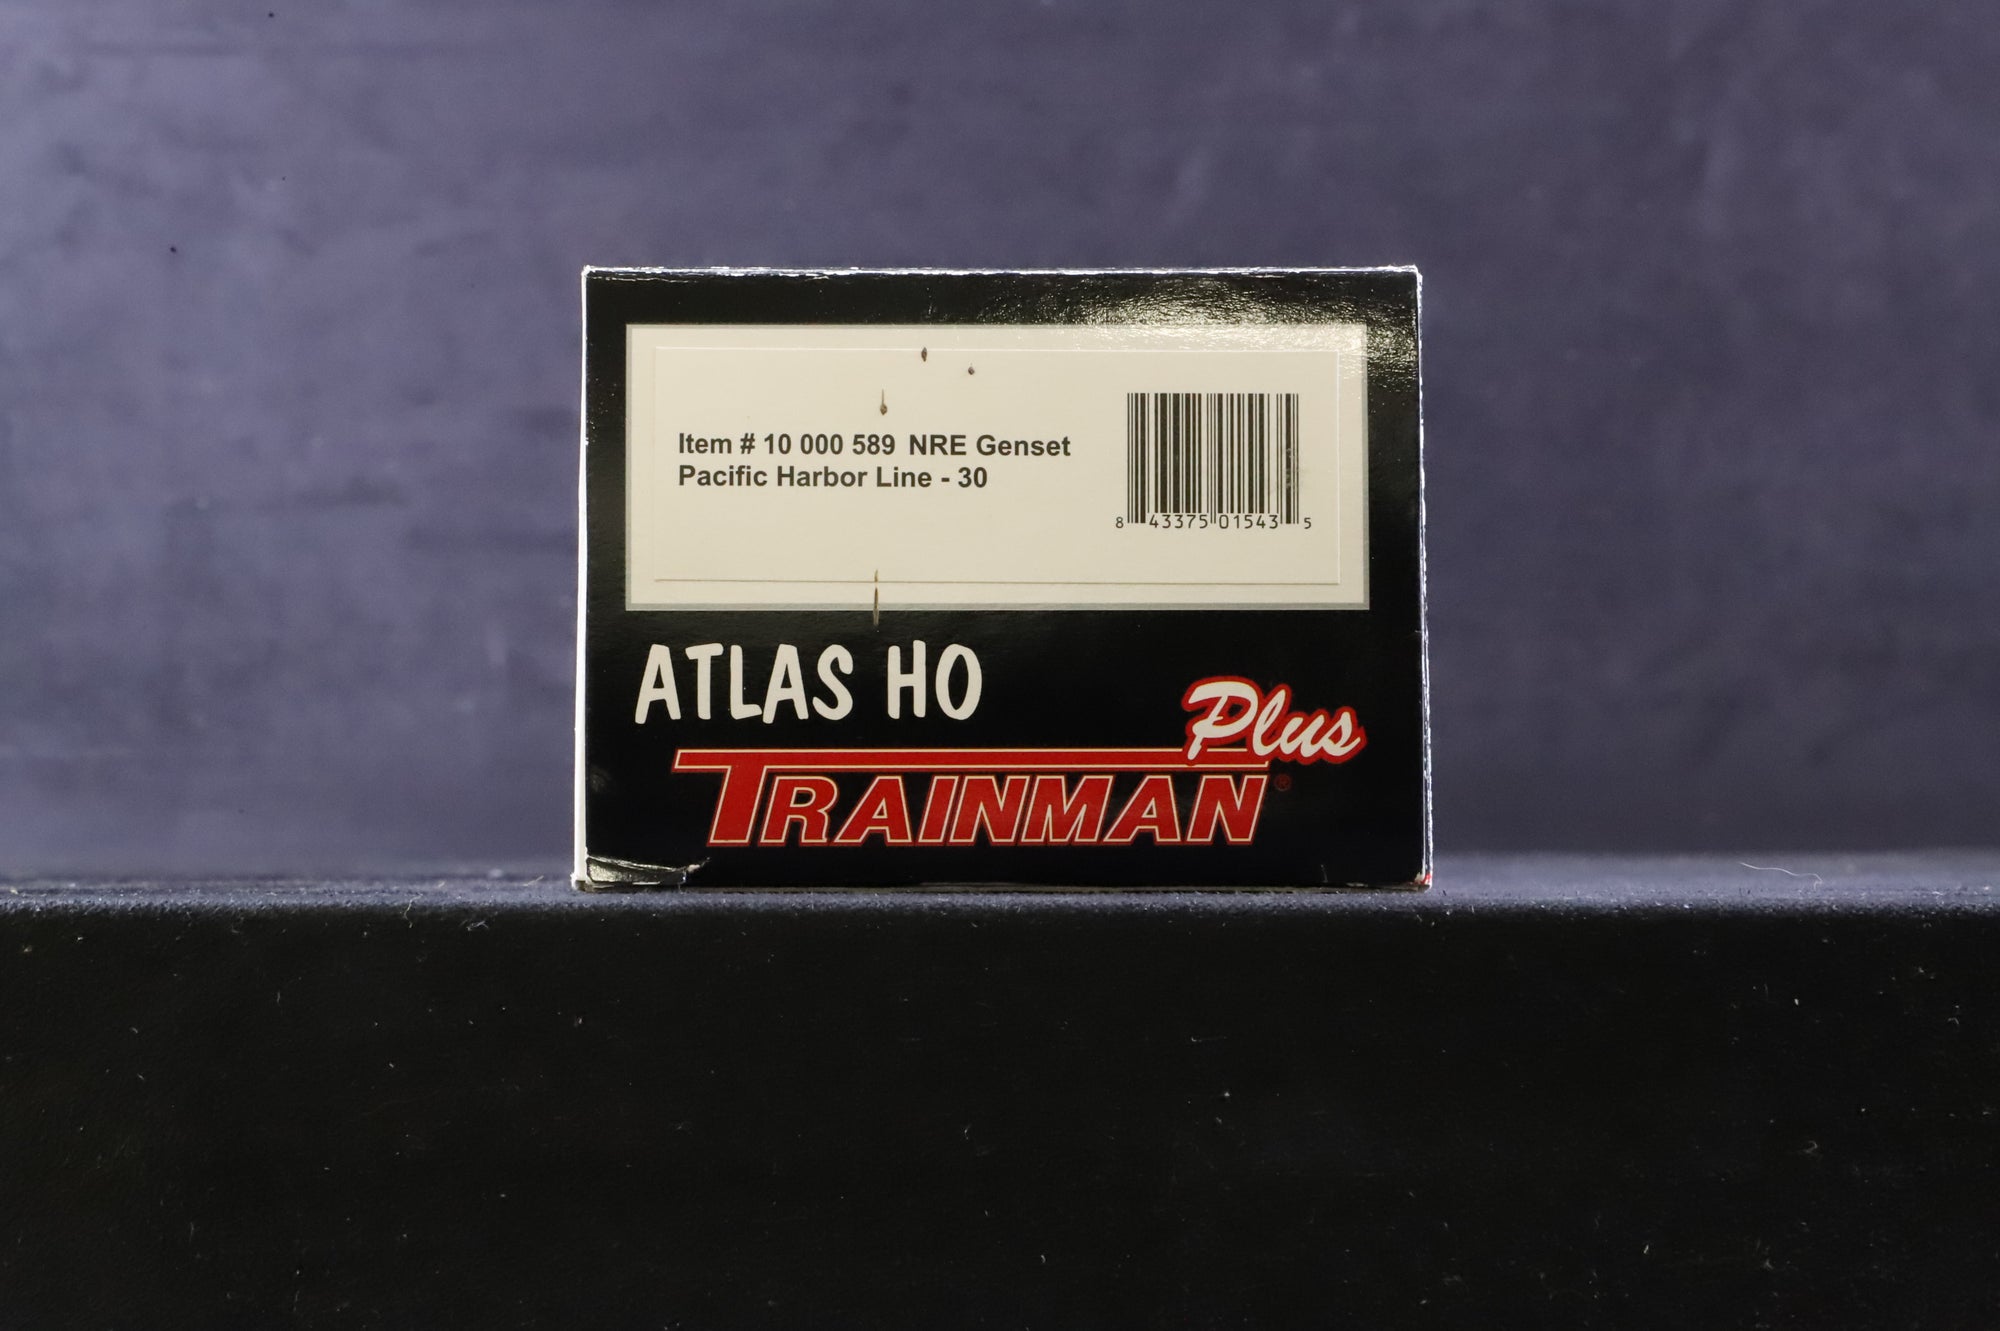 Item # 10 000 589 NRE Genset
Pacific Harbor Line - 30
8 43375 01543 5
ATLAS HO
Plus
TRAINMAN®